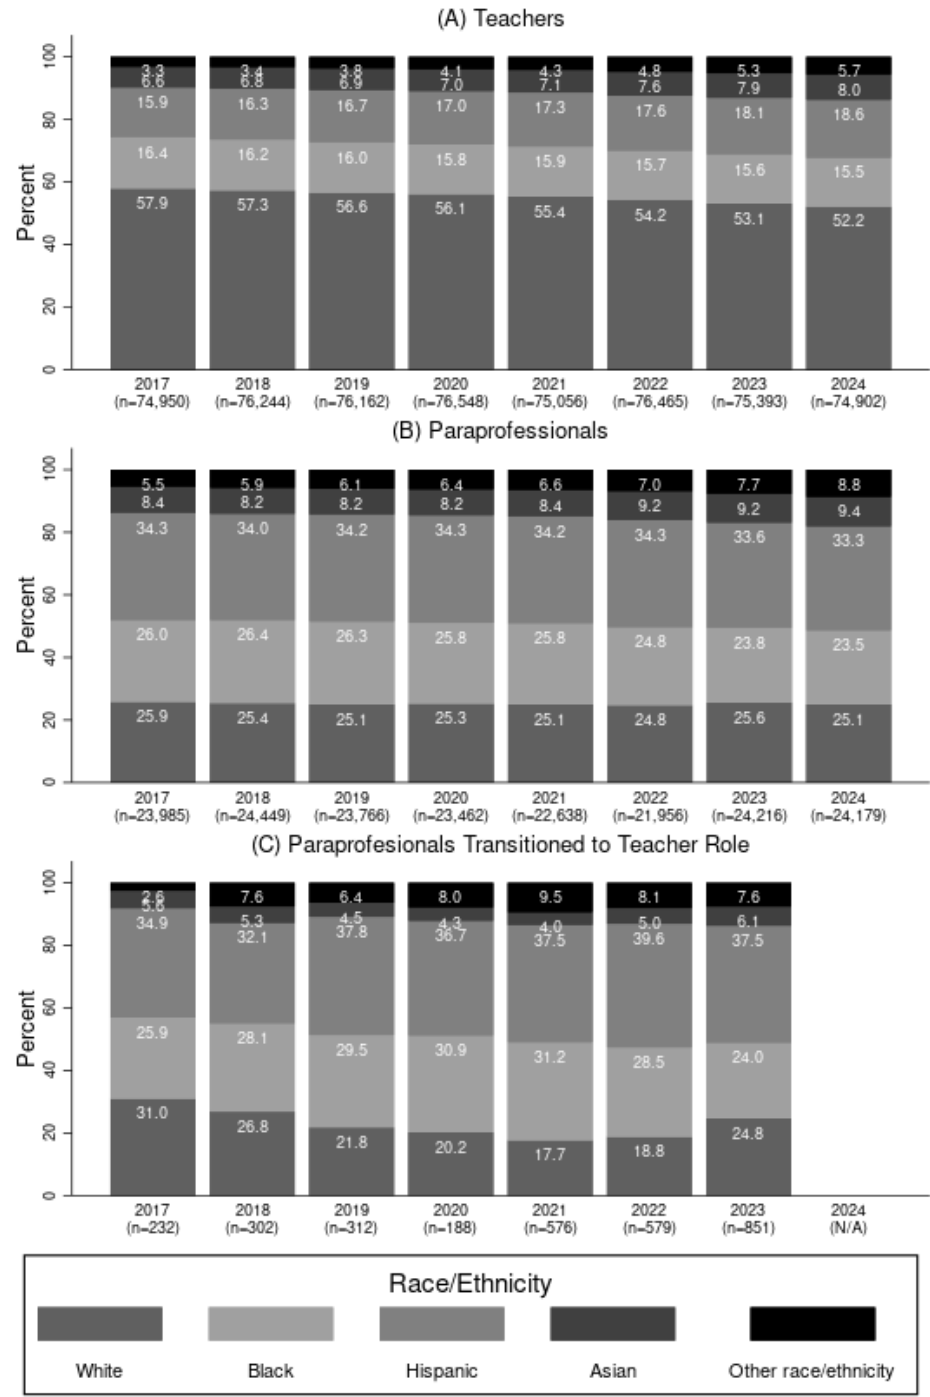 (A) Teachers
Percent
100
80
60
40
20
0
3.3 3.4 3.8 4.1 4.3 4.8 5.3 5.7
6.6 6.8 6.9 7.0 7.1 7.6 7.9 8.0
15.9 16.3 16.7 17.0 17.3 17.6 18.1 18.6
16.4 16.2 16.0 15.8 15.9 15.7 15.6 15.5
57.9 57.3 56.6 56.1 55.4 54.2 53.1 52.2
2017 2018 2019 2020 2021 2022 2023 2024
(n=74,950) (n=76,244) (n=76,162) (n=76,548) (n=75,056) (n=76,465) (n=75,393) (n=74,902)
(B) Paraprofessionals
Percent
100
80
60
40
20
0
5.5 5.9 6.1 6.4 6.6 7.0 7.7 8.8
8.4 8.2 8.2 8.2 8.4 9.2 9.2 9.4
34.3 34.0 34.2 34.3 34.2 34.3 33.6 33.3
26.0 26.4 26.3 25.8 25.8 24.8 23.8 23.5
25.9 25.4 25.1 25.3 25.1 24.8 25.6 25.1
2017 2018 2019 2020 2021 2022 2023 2024
(n=23,985) (n=24,449) (n=23,766) (n=23,462) (n=22,638) (n=21,956) (n=24,216) (n=24,179)
(C) Paraprofesionals Transitioned to Teacher Role
Percent
100
80
60
40
20
0
2.6 7.6 6.4 8.0 9.5 8.1 7.6
5.6 5.3 4.5 4.3 4.0 5.0 6.1
34.9 32.1 37.8 36.7 37.5 39.6 37.5
25.9 28.1 29.5 30.9 31.2 28.5 24.0
31.0 26.8 21.8 20.2 17.7 18.8 24.8
2017 2018 2019 2020 2021 2022 2023 2024
(n=232) (n=302) (n=312) (n=188) (n=576) (n=579) (n=851) (N/A)
Race/Ethnicity
White Black Hispanic Asian Other race/ethnicity